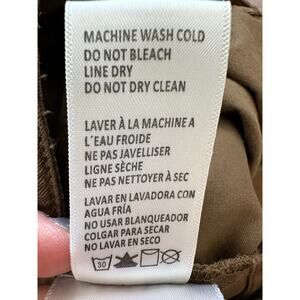 MACHINE WASH COLD
DO NOT BLEACH
LINE DRY
DO NOT DRY CLEAN
LAVER À LA MACHINE A
L'EAU FROIDE
NE PAS JAVELLISER
LIGNE SÈCHE
NE PAS NETTOYER À SEC
LAVAR EN LAVADORA CON
AGUA FRÍA
NO USAR BLANQUEADOR
COLGAR PARA SECAR
NO LAVAR EN SECO
30